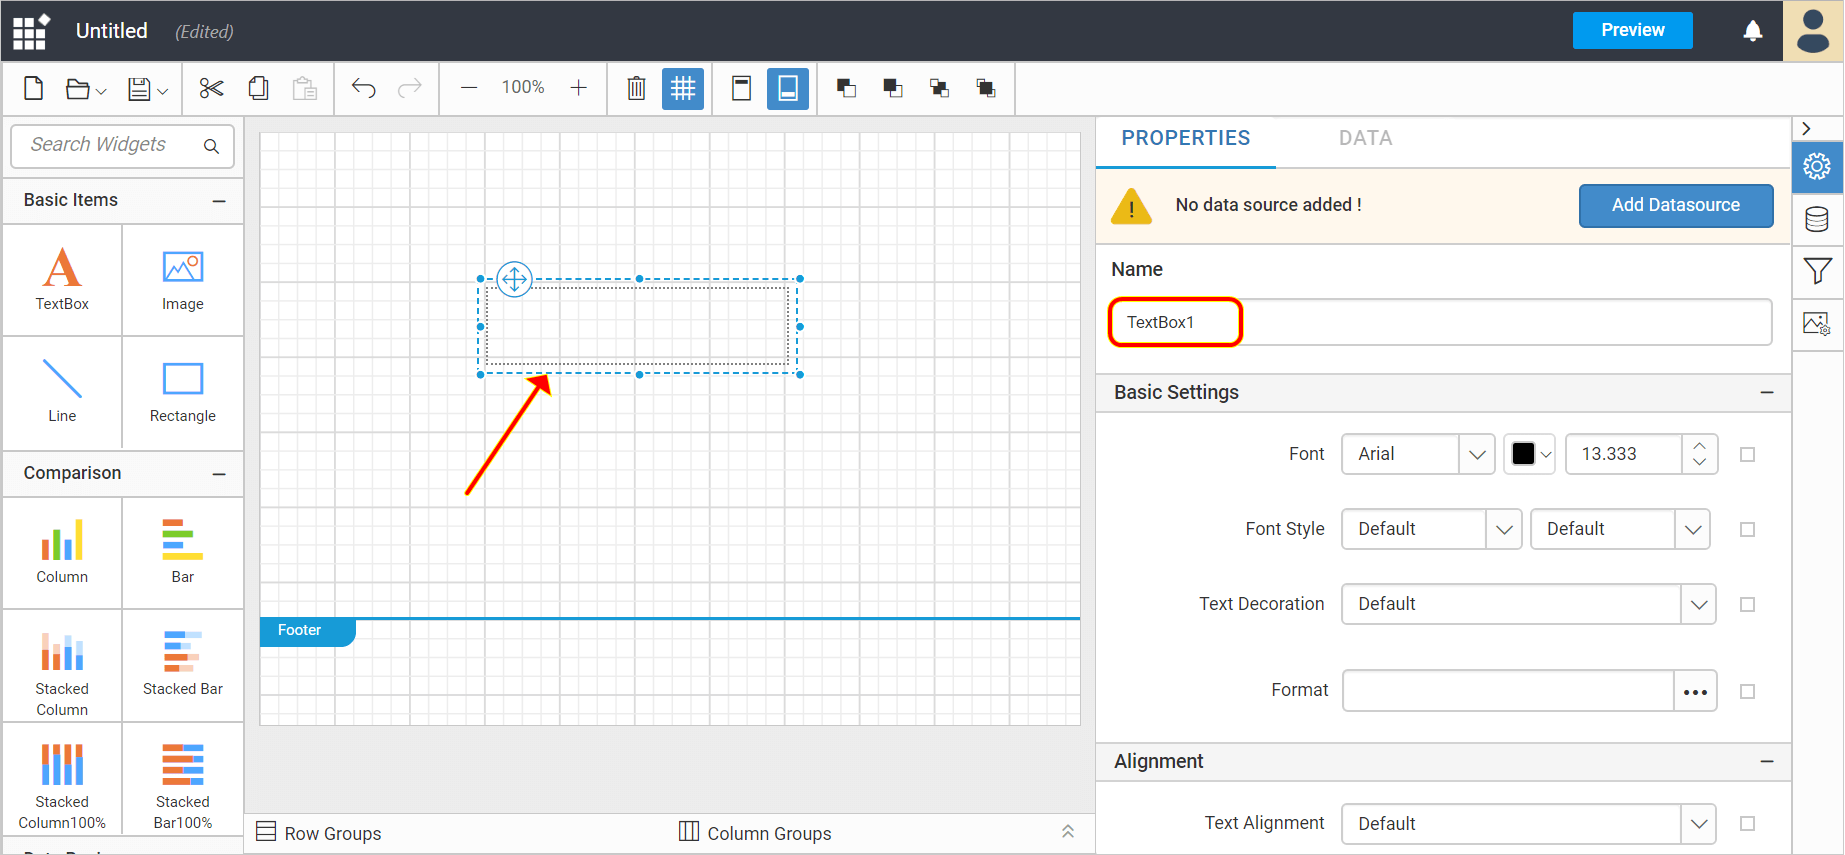 Untitled (Edited)
Preview
100%
Search Widgets
Basic Items
TextBox
Image
Line
Rectangle
Comparison
Column
Bar
Stacked
Column
Stacked Bar
Stacked
Column100%
Stacked
Bar100%
Footer
Row Groups
Column Groups
PROPERTIES
DATA
No data source added !
Add Datasource
Name
TextBox1
Basic Settings
Font
Arial
13.333
Font Style
Default
Default
Text Decoration
Default
Format
Alignment
Text Alignment
Default